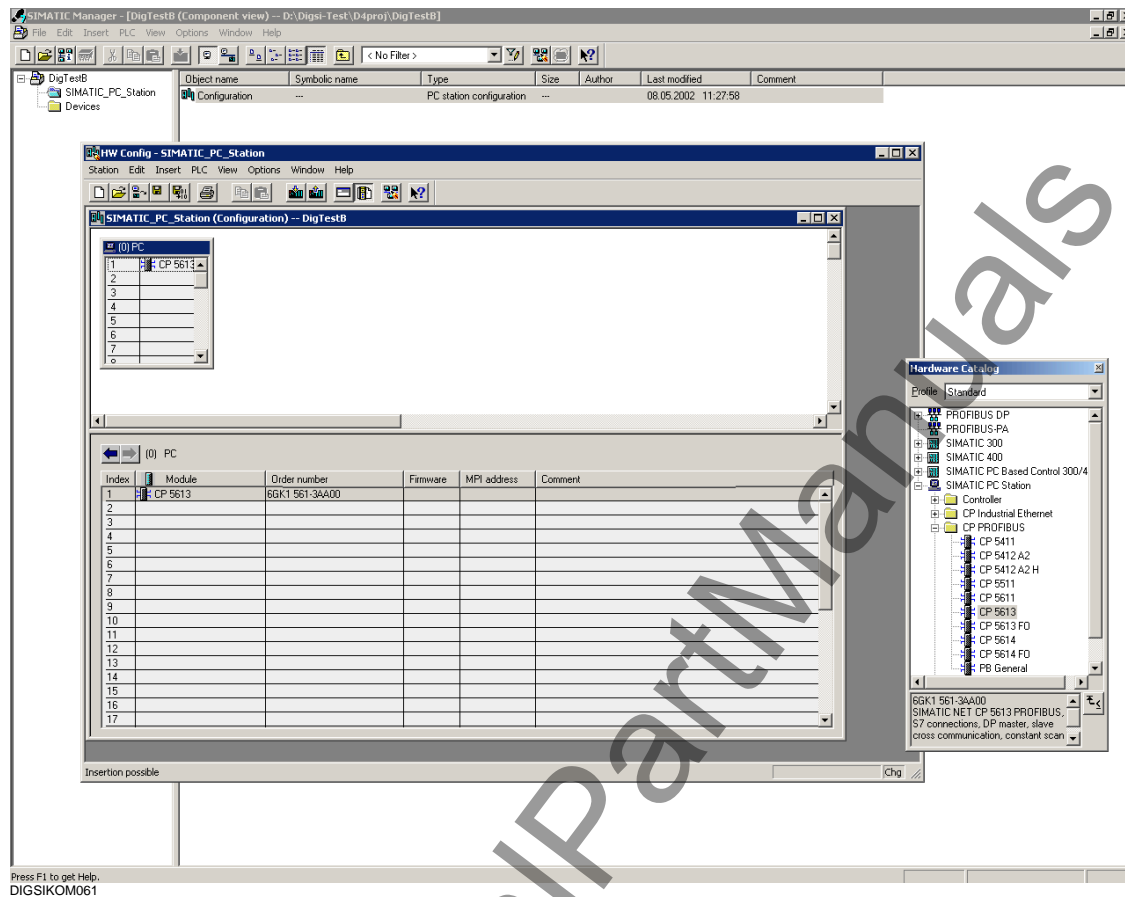 SIMATIC Manager - [DigTestB (Component view) -- D:\Digsi-Test\D4proj\DigTestB]
File Edit Insert PLC View Options Window Help
< No Filter >
DigTestB
SIMATIC_PC_Station
Devices
Object name Symbolic name Type Size Author Last modified Comment
Configuration --- PC station configuration --- 08.05.2002 11:27:58
HW Config - SIMATIC_PC_Station
Station Edit Insert PLC View Options Window Help
SIMATIC_PC_Station (Configuration) -- DigTestB
(0) PC
1 CP 5613
2
3
4
5
6
7
(0) PC
Index Module Order number Firmware MPI address Comment
1 CP 5613 6GK1 561-3AA00
2
3
4
5
6
7
8
9
10
11
12
13
14
15
16
17
Insertion possible
Chg
Hardware Catalog
Profile Standard
PROFIBUS DP
PROFIBUS-PA
SIMATIC 300
SIMATIC 400
SIMATIC PC Based Control 300/4
SIMATIC PC Station
Controller
CP Industrial Ethernet
CP PROFIBUS
CP 5411
CP 5412 A2
CP 5412 A2 H
CP 5511
CP 5611
CP 5613
CP 5613 FO
CP 5614
CP 5614 FO
PB General
6GK1 561-3AA00
SIMATIC NET CP 5613 PROFIBUS,
S7 connections, DP master, slave
cross communication, constant scan
Press F1 to get Help.
DIGSIKOM061
lPartManuals